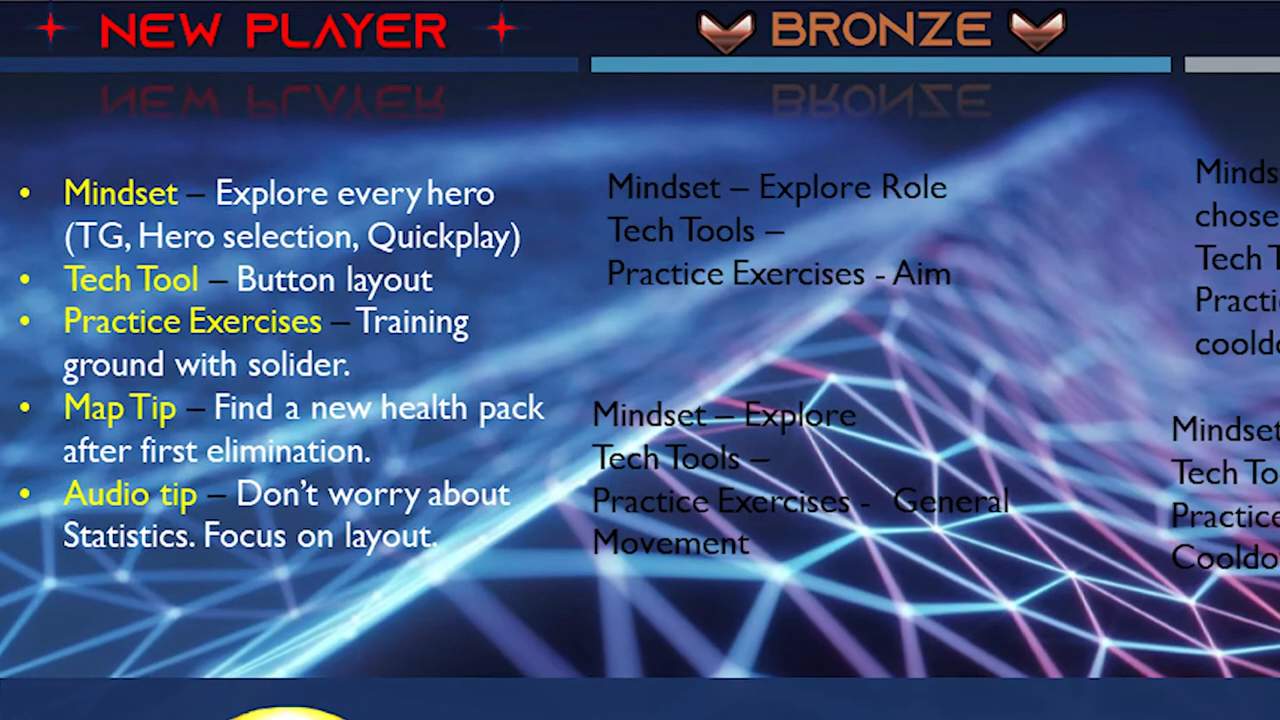 NEW PLAYER
BRONZE
• Mindset – Explore every hero
(TG, Hero selection, Quickplay)
• Tech Tool – Button layout
• Practice Exercises – Training
ground with solider.
• Map Tip – Find a new health pack
after first elimination.
• Audio tip – Don't worry about
Statistics. Focus on layout.
Mindset – Explore Role
Tech Tools –
Practice Exercises - Aim
Mindset – Explore
Tech Tools –
Practice Exercises - General
Movement
Mindset
Practice